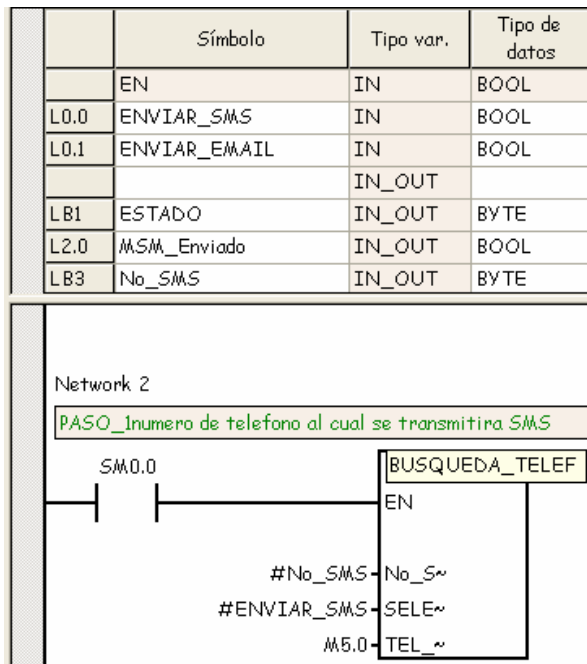 Símbolo Tipo var. Tipo de datos
EN IN BOOL
L0.0 ENVIAR_SMS IN BOOL
L0.1 ENVIAR_EMAIL IN BOOL
IN_OUT
LB1 ESTADO IN_OUT BYTE
L2.0 MSM_Enviado IN_OUT BOOL
LB3 No_SMS IN_OUT BYTE
Network 2
PASO_1numero de telefono al cual se transmitira SMS
SM0.0 BUSQUEDA_TELEF
EN
#No_SMS No_S~
#ENVIAR_SMS SELE~
M5.0 TEL_~